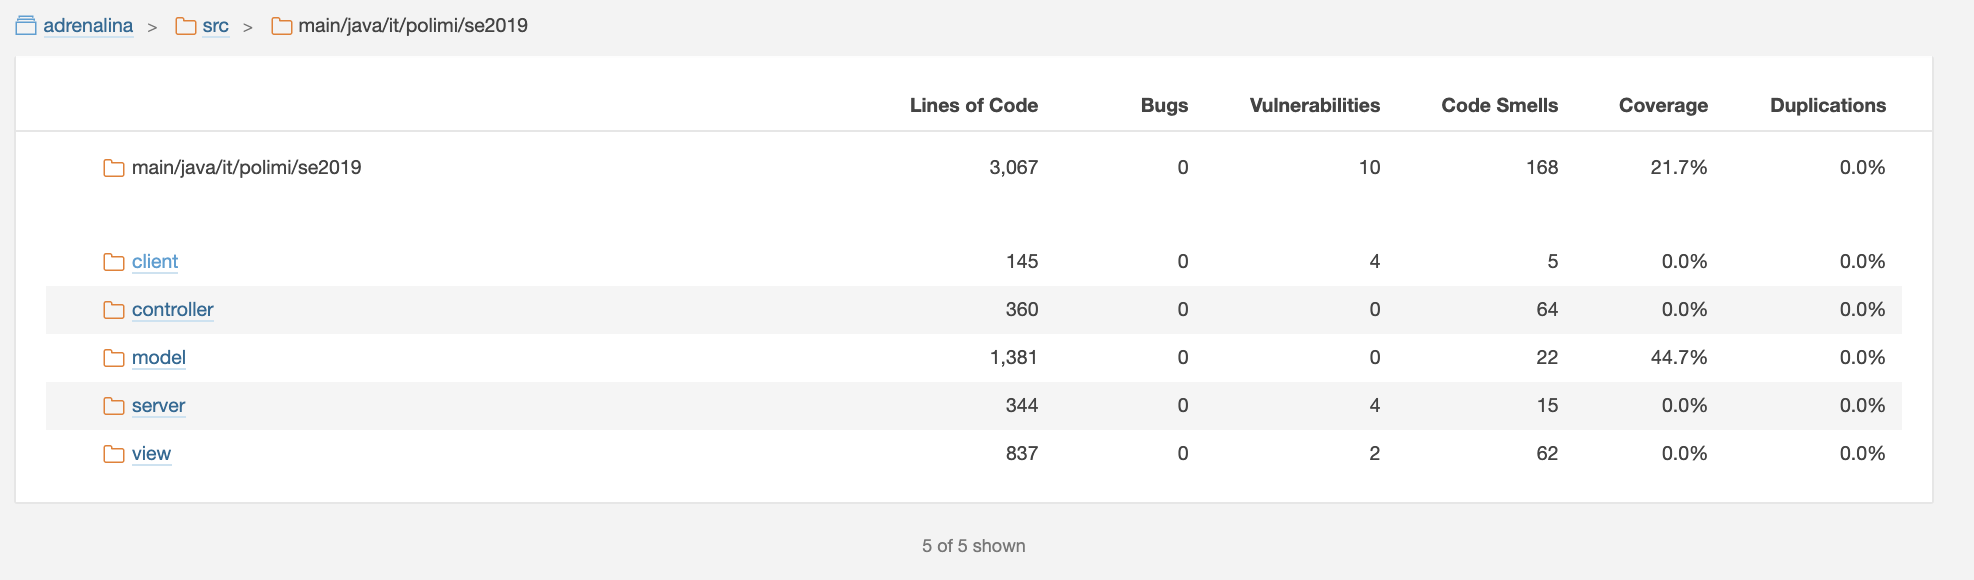 adrenalina > src > main/java/it/polimi/se2019
Lines of Code Bugs Vulnerabilities Code Smells Coverage Duplications
main/java/it/polimi/se2019 3,067 0 10 168 21.7% 0.0%
client 145 0 4 5 0.0% 0.0%
controller 360 0 0 64 0.0% 0.0%
model 1,381 0 0 22 44.7% 0.0%
server 344 0 4 15 0.0% 0.0%
view 837 0 2 62 0.0% 0.0%
5 of 5 shown